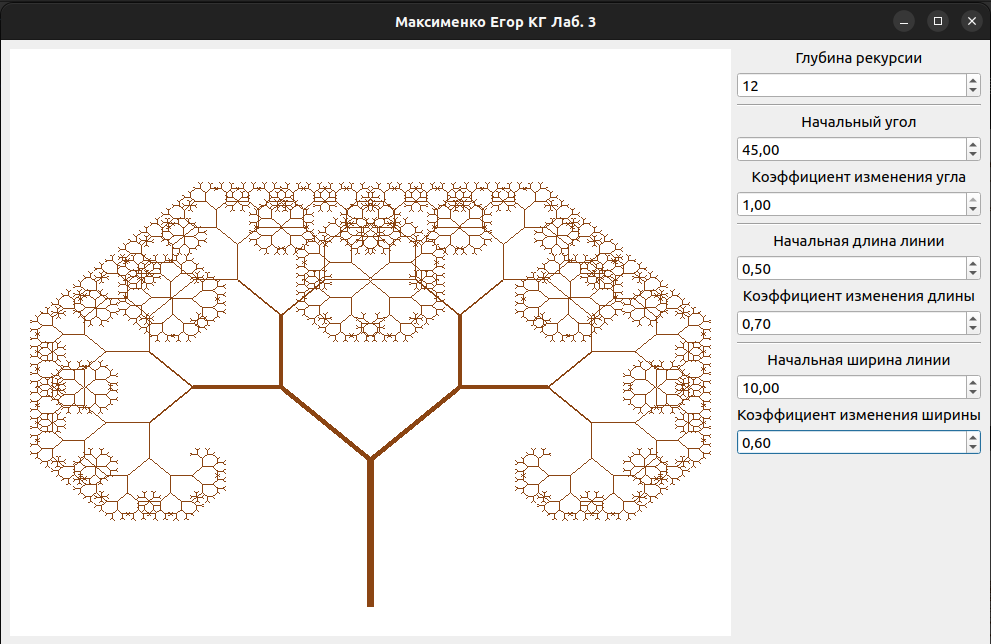 Максименко Егор КГ Лаб. 3
Глубина рекурсии
12
Начальный угол
45,00
Коэффициент изменения угла
1,00
Начальная длина линии
0,50
Коэффициент изменения длины
0,70
Начальная ширина линии
10,00
Коэффициент изменения ширины
0,60